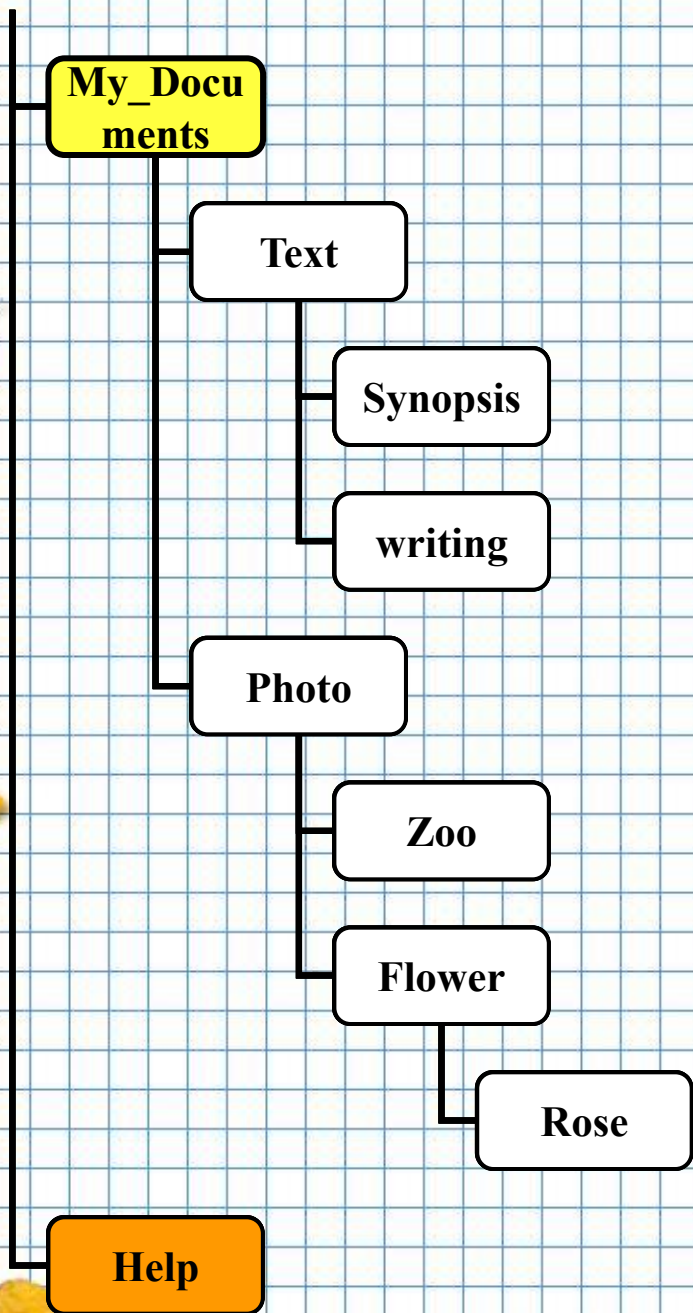 My_Docu
ments
Text
Synopsis
writing
Photo
Zoo
Flower
Rose
Help